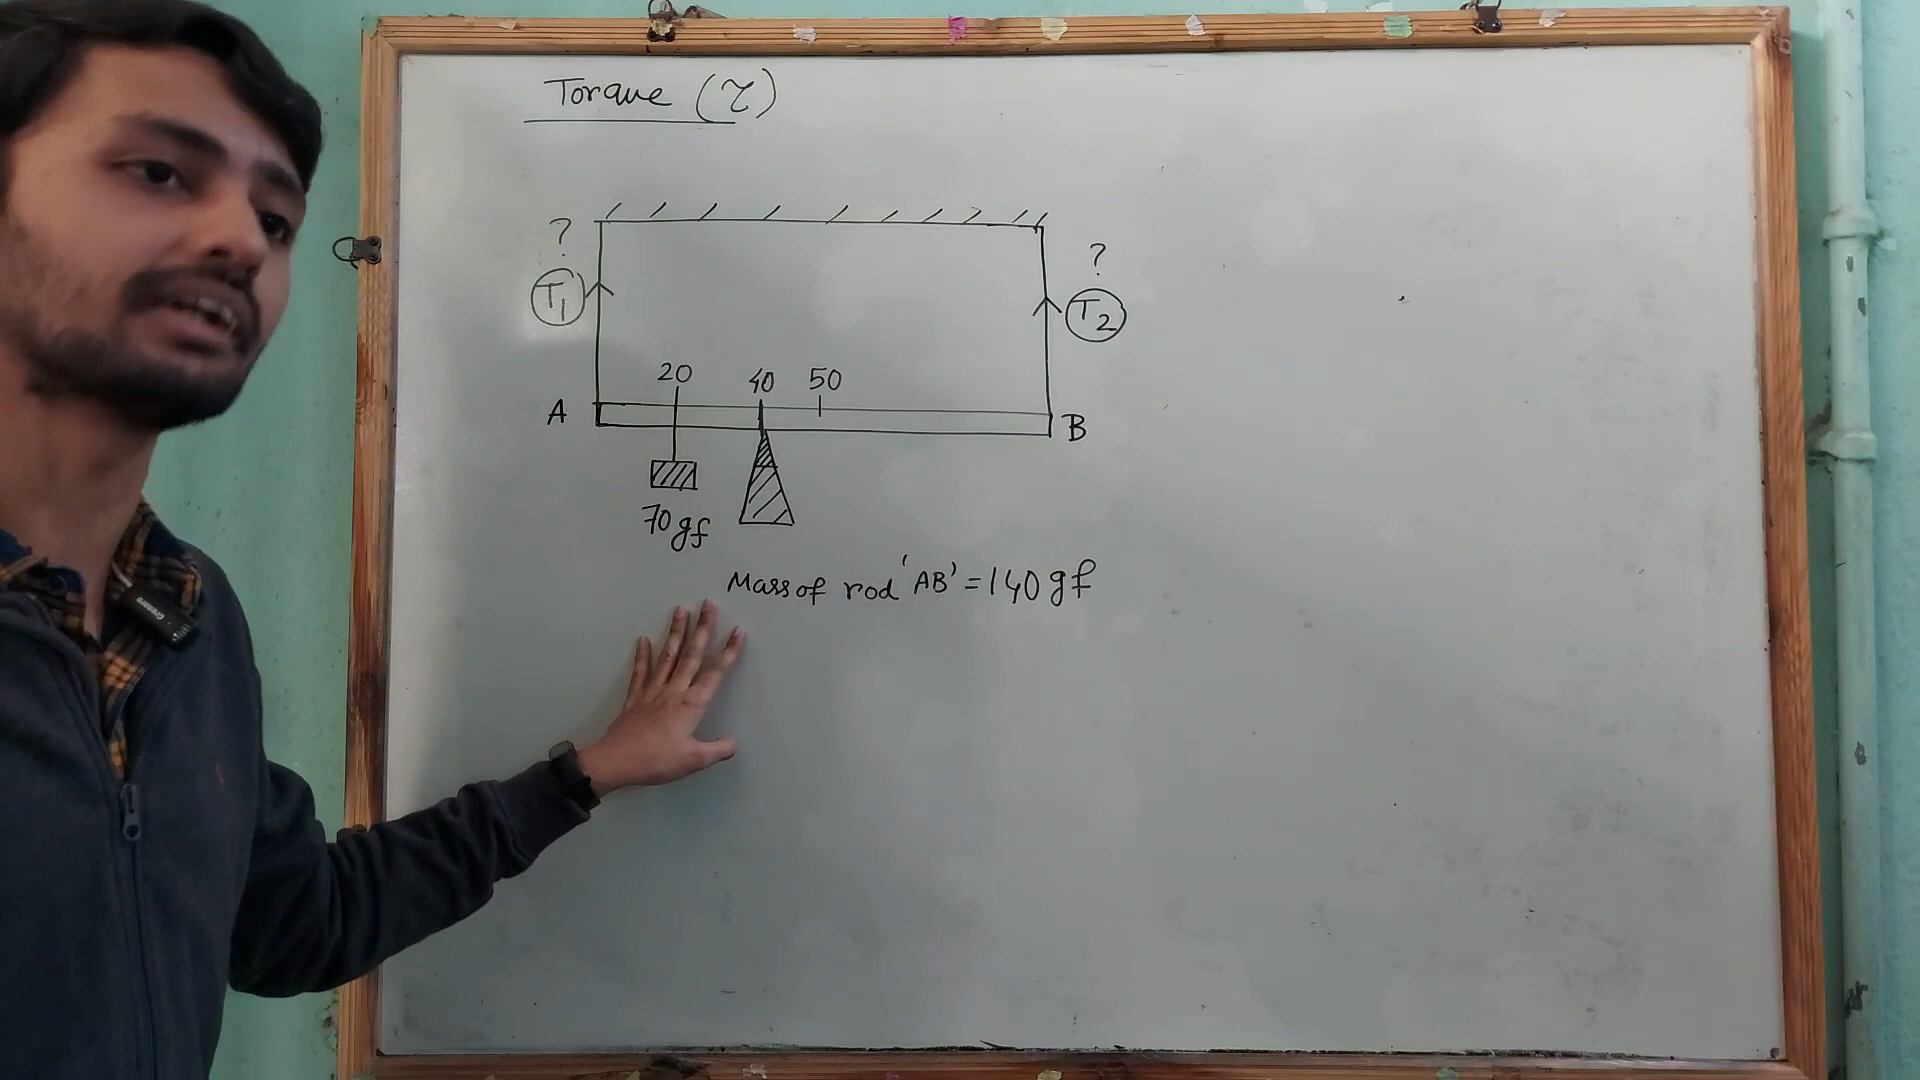 Torque (τ)
?
?
T1
T2
20 40 50
A
B
70gf
Mass of rod 'AB' = 140 gf